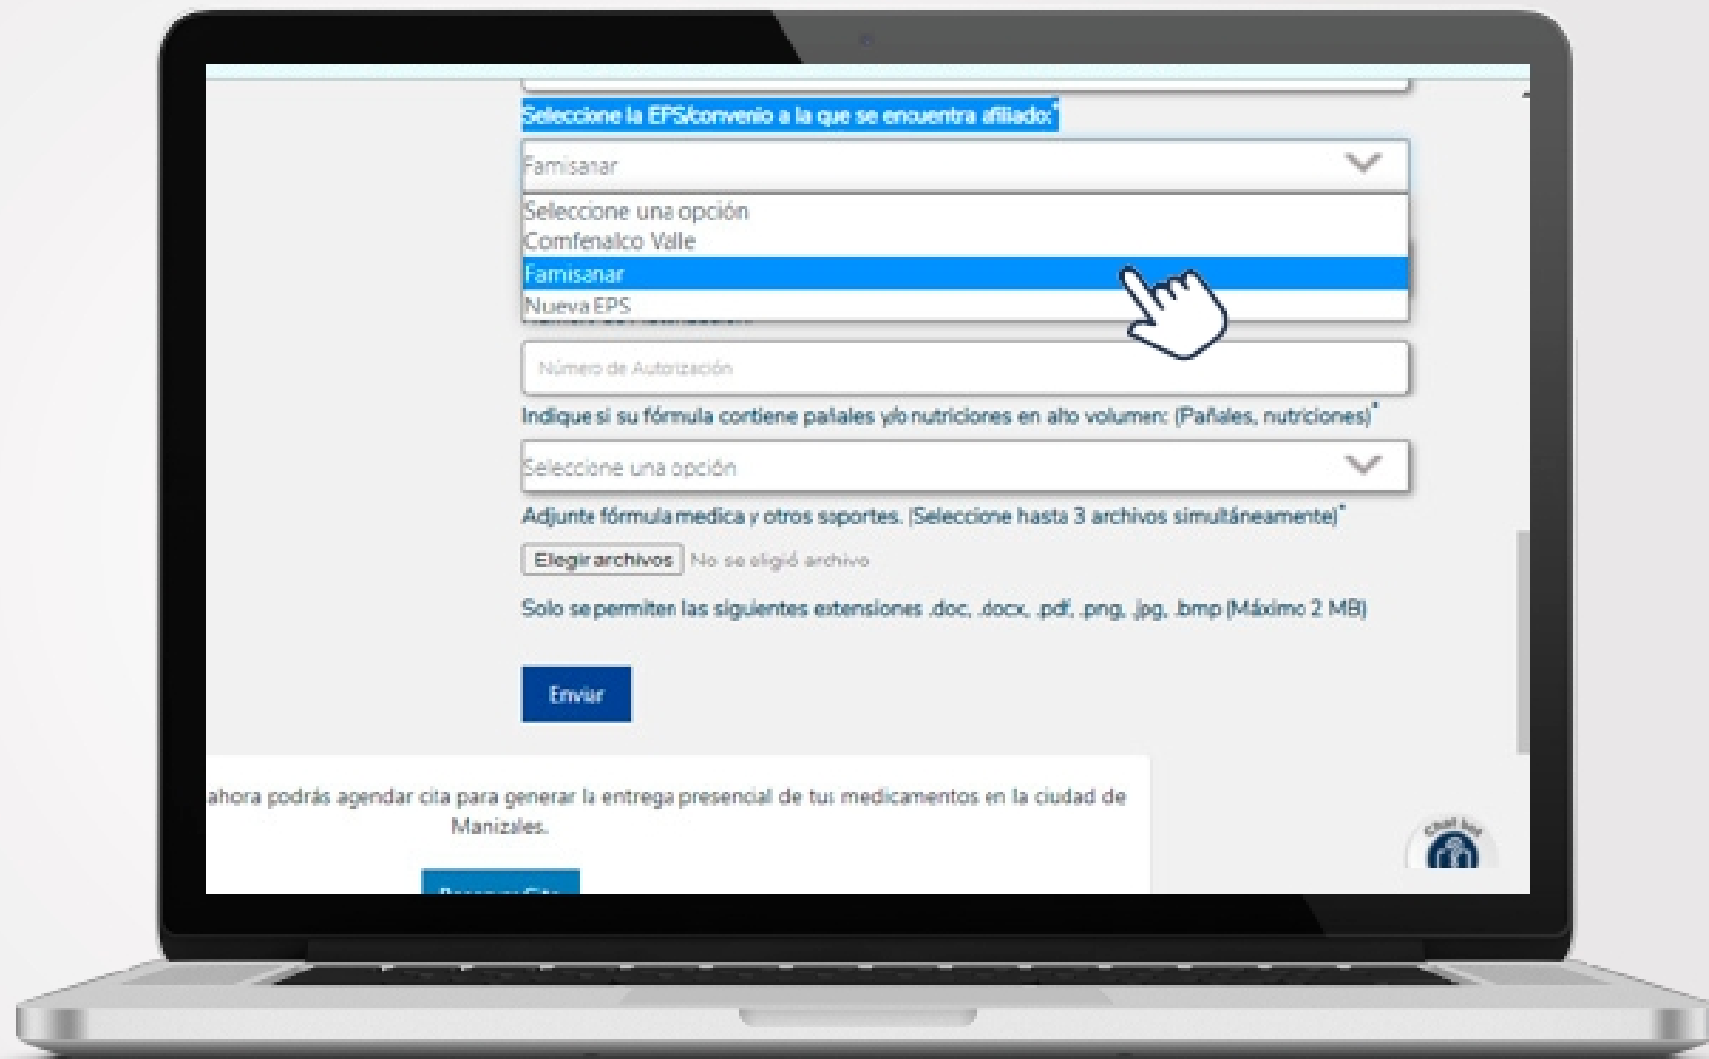 Seleccione la EPS/convenio a la que se encuentra afiliado:*
Famisanar
Seleccione una opción
Comfenalco Valle
Famisanar
Nueva EPS
Número de Autorización
Indique si su fórmula contiene pañales y/o nutriciones en alto volumen: (Pañales, nutriciones)*
Seleccione una opción
Adjunte fórmula medica y otros soportes. (Seleccione hasta 3 archivos simultáneamente)*
Elegir archivos No se eligió archivo
Solo se permiten las siguientes extensiones .doc, .docx, .pdf, .png, .jpg, .bmp (Máximo 2 MB)
Enviar
ahora podrás agendar cita para generar la entrega presencial de tus medicamentos en la ciudad de
Manizales.
Chat bot